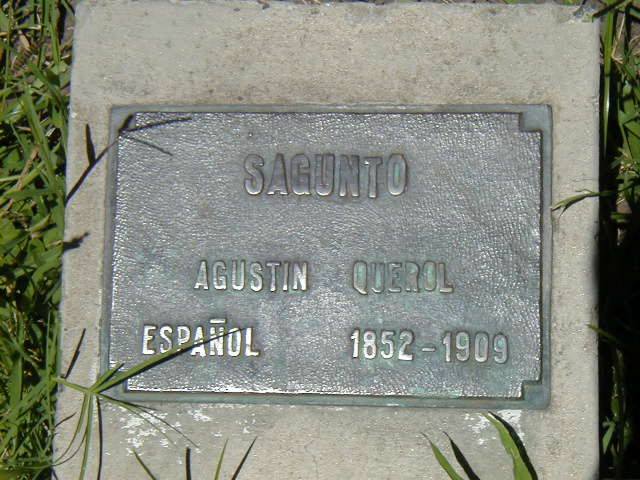 SAGUNTO
AGUSTIN QUEROL
ESPAÑOL 1852-1909